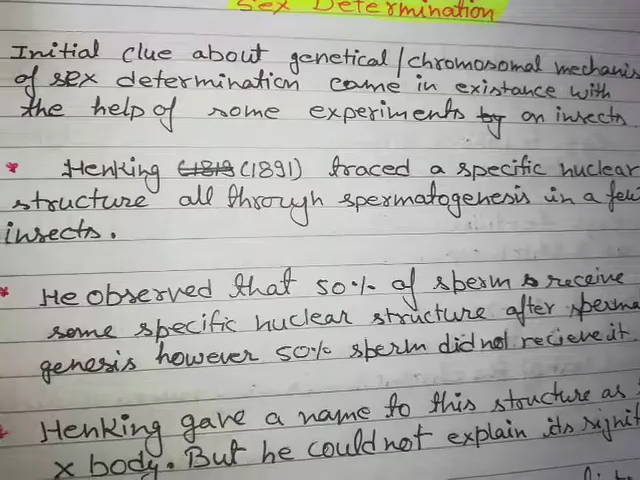 Sex Determination
Initial clue about genetical/chromosomal mechanis
of sex determination came in existance with
the help of some experiments by on insects.
* Henking (1819) (1891) traced a specific nuclear
structure all through spermatogenesis in a few
insects.
* He observed that 50% of sperm s receive
some specific nuclear structure after sperma
genesis however 50% sperm did not recieve it
* Henking gave a name to this structure as
x body. But he could not explain its signif